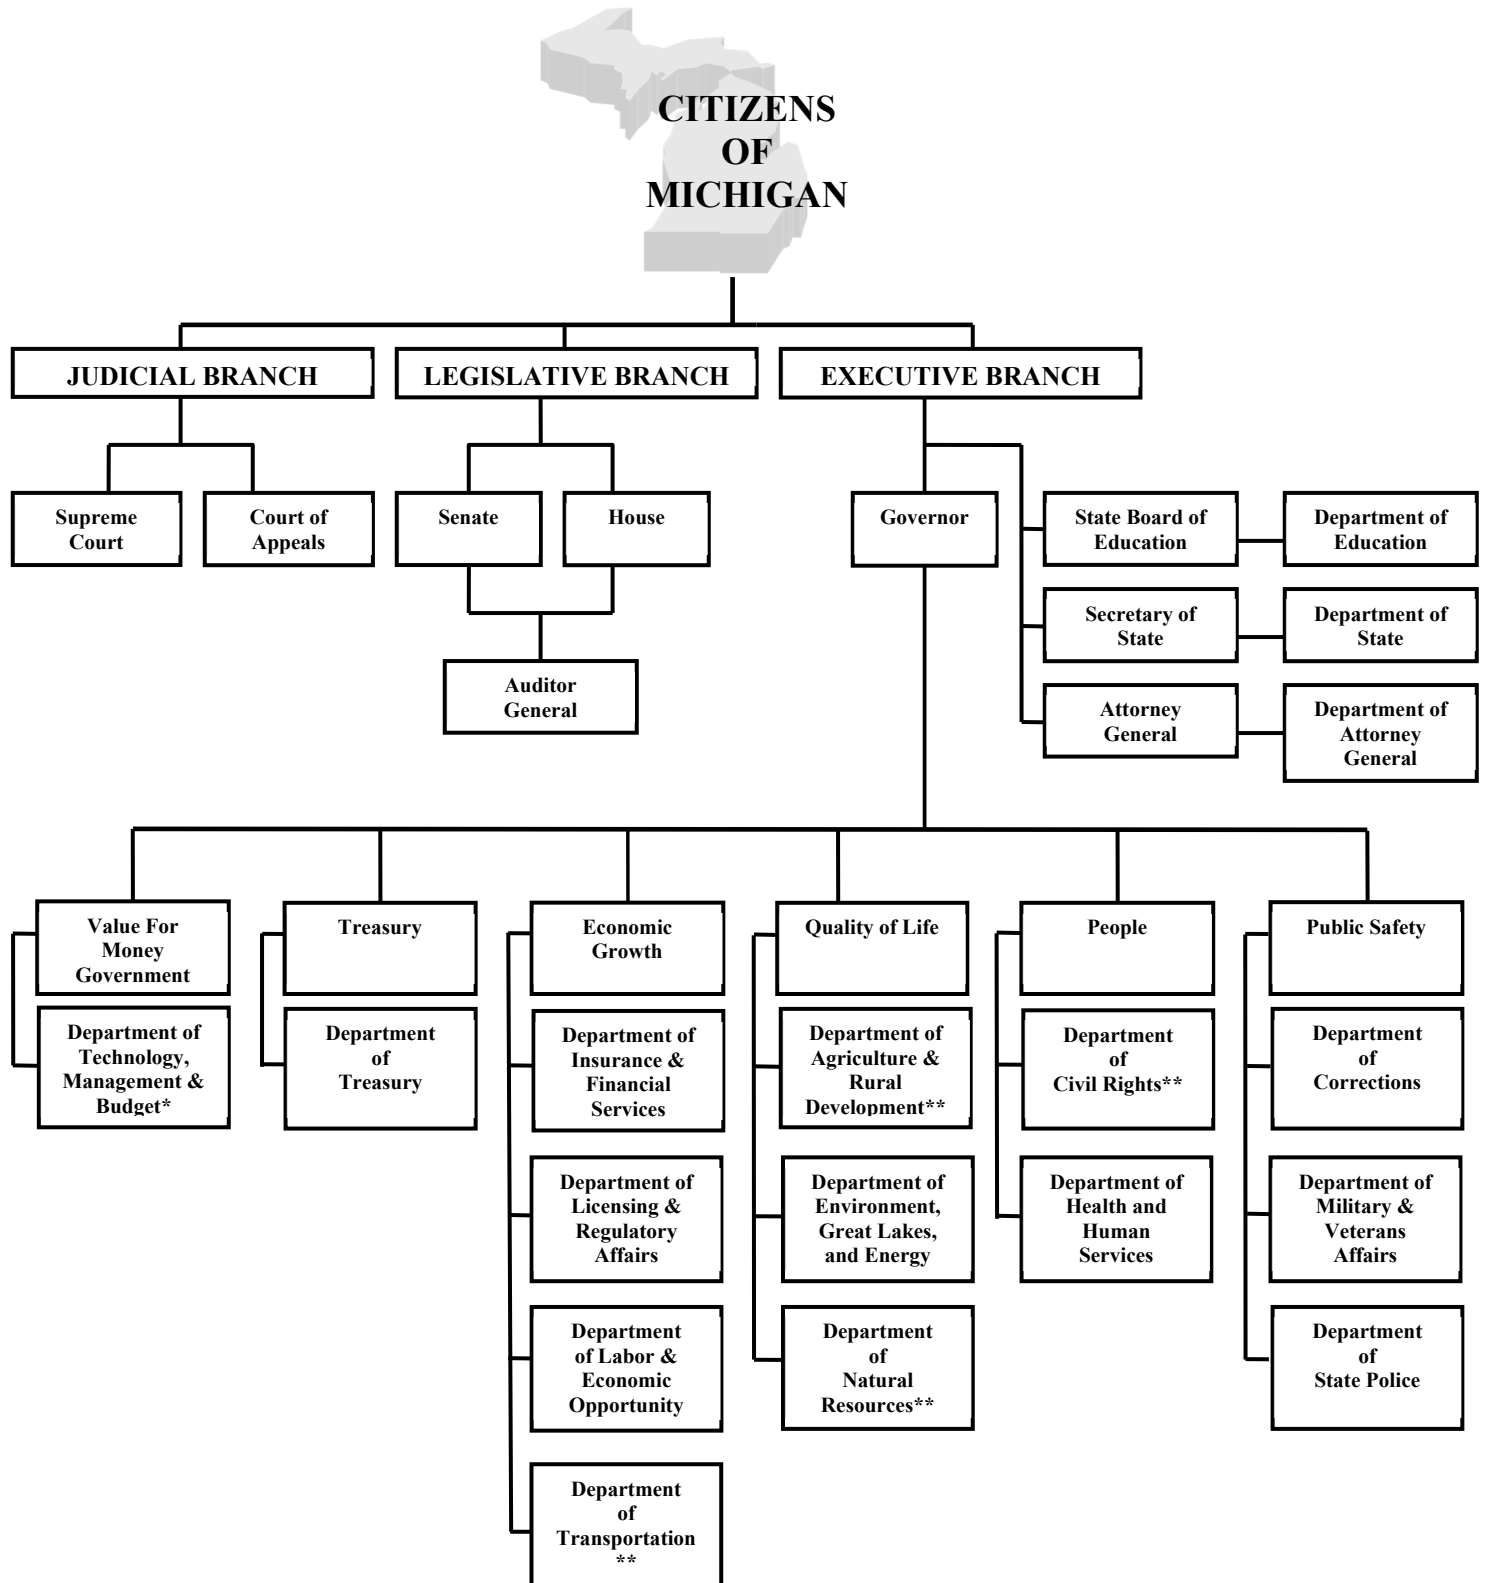 CITIZENS
OF
MICHIGAN
JUDICIAL BRANCH
LEGISLATIVE BRANCH
EXECUTIVE BRANCH
Supreme
Court
Court of
Appeals
Senate
House
Governor
State Board of
Education
Department of
Education
Secretary of
State
Department of
State
Auditor
General
Attorney
General
Department of
Attorney
General
Value For
Money
Government
Treasury
Economic
Growth
Quality of Life
People
Public Safety
Department of
Technology,
Management &
Budget*
Department
of
Treasury
Department of
Insurance &
Financial
Services
Department of
Agriculture &
Rural
Development**
Department
of
Civil Rights**
Department
of
Corrections
Department of
Licensing &
Regulatory
Affairs
Department of
Environment,
Great Lakes,
and Energy
Department of
Health and
Human
Services
Department of
Military &
Veterans
Affairs
Department
of Labor &
Economic
Opportunity
Department
of
Natural
Resources**
Department
of
State Police
Department
of
Transportation
**